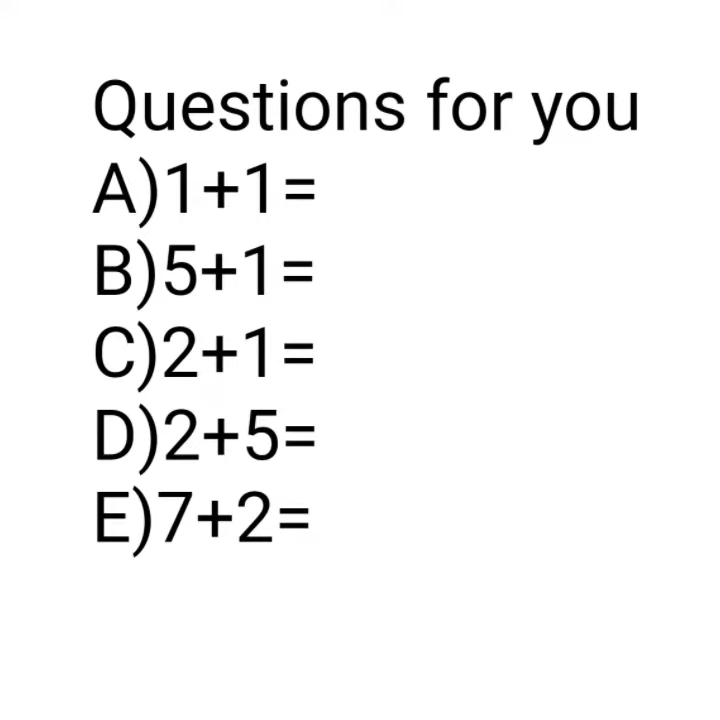 Questions for you
A)1+1=
B)5+1=
C)2+1=
D)2+5=
E)7+2=